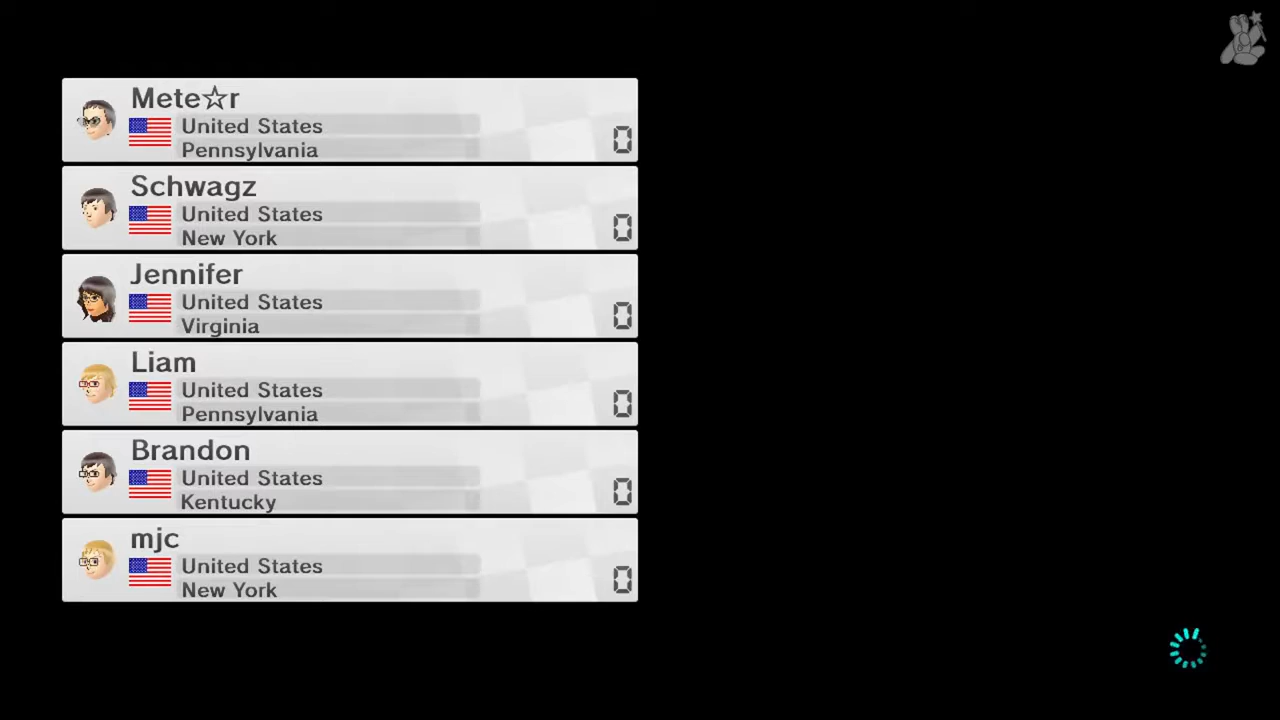 Mete☆r
United States
Pennsylvania
0
Schwagz
United States
New York
0
Jennifer
United States
Virginia
0
Liam
United States
Pennsylvania
0
Brandon
United States
Kentucky
0
mjc
United States
New York
0